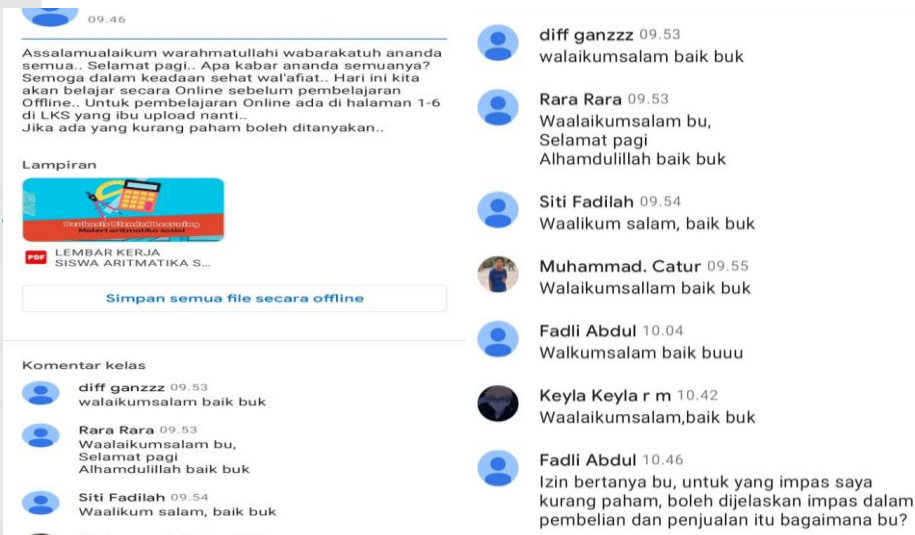 09.46
Assalamualaikum warahmatullahi wabarakatuh ananda
semua.. Selamat pagi.. Apa kabar ananda semuanya?
Semoga dalam keadaan sehat wal'afiat.. Hari ini kita
akan belajar secara Online sebelum pembelajaran
Offline.. Untuk pembelajaran Online ada di halaman 1-6
di LKS yang ibu upload nanti..
Jika ada yang kurang paham boleh ditanyakan..
Lampiran
Berbasis Blended Learning
Materi aritmatika sosial
PDF
LEMBAR KERJA
SISWA ARITMATIKA S...
Simpan semua file secara offline
Komentar kelas
diff ganzzz 09.53
walaikumsalam baik buk
Rara Rara 09.53
Waalaikumsalam bu,
Selamat pagi
Alhamdulillah baik buk
Siti Fadilah 09.54
Waalikum salam, baik buk
diff ganzzz 09.53
walaikumsalam baik buk
Rara Rara 09.53
Waalaikumsalam bu,
Selamat pagi
Alhamdulillah baik buk
Siti Fadilah 09.54
Waalikum salam, baik buk
Muhammad. Catur 09.55
Walaikumsallam baik buk
Fadli Abdul 10.04
Walkumsalam baik buuu
Keyla Keyla r m 10.42
Waalaikumsalam,baik buk
Fadli Abdul 10.46
Izin bertanya bu, untuk yang impas saya
kurang paham, boleh dijelaskan impas dalam
pembelian dan penjualan itu bagaimana bu?